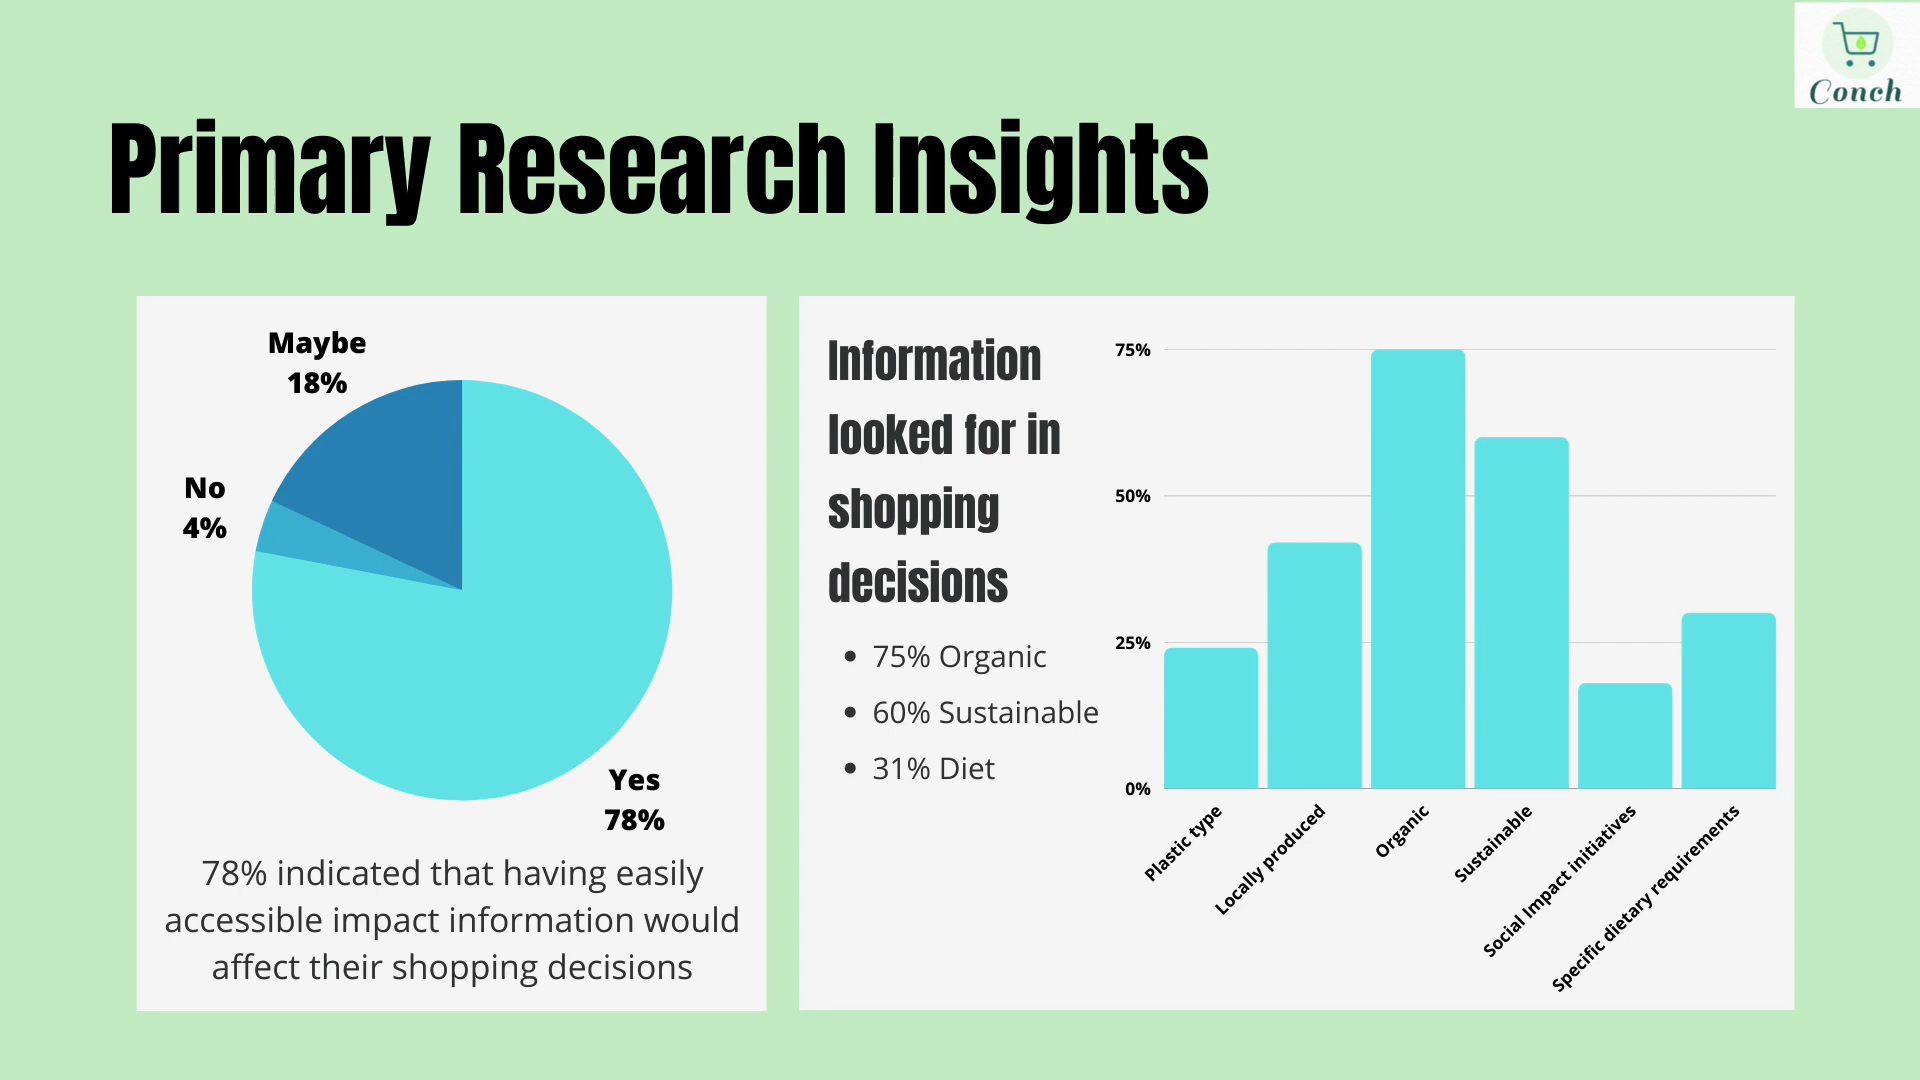 Conch
Primary Research Insights
Maybe
18%
No
4%
Yes
78%
78% indicated that having easily
accessible impact information would
affect their shopping decisions
Information
looked for in
shopping
decisions
• 75% Organic
• 60% Sustainable
• 31% Diet
75%
50%
25%
0%
Plastic type
Locally produced
Organic
Sustainable
Social Impact initiatives
Specific dietary requirements